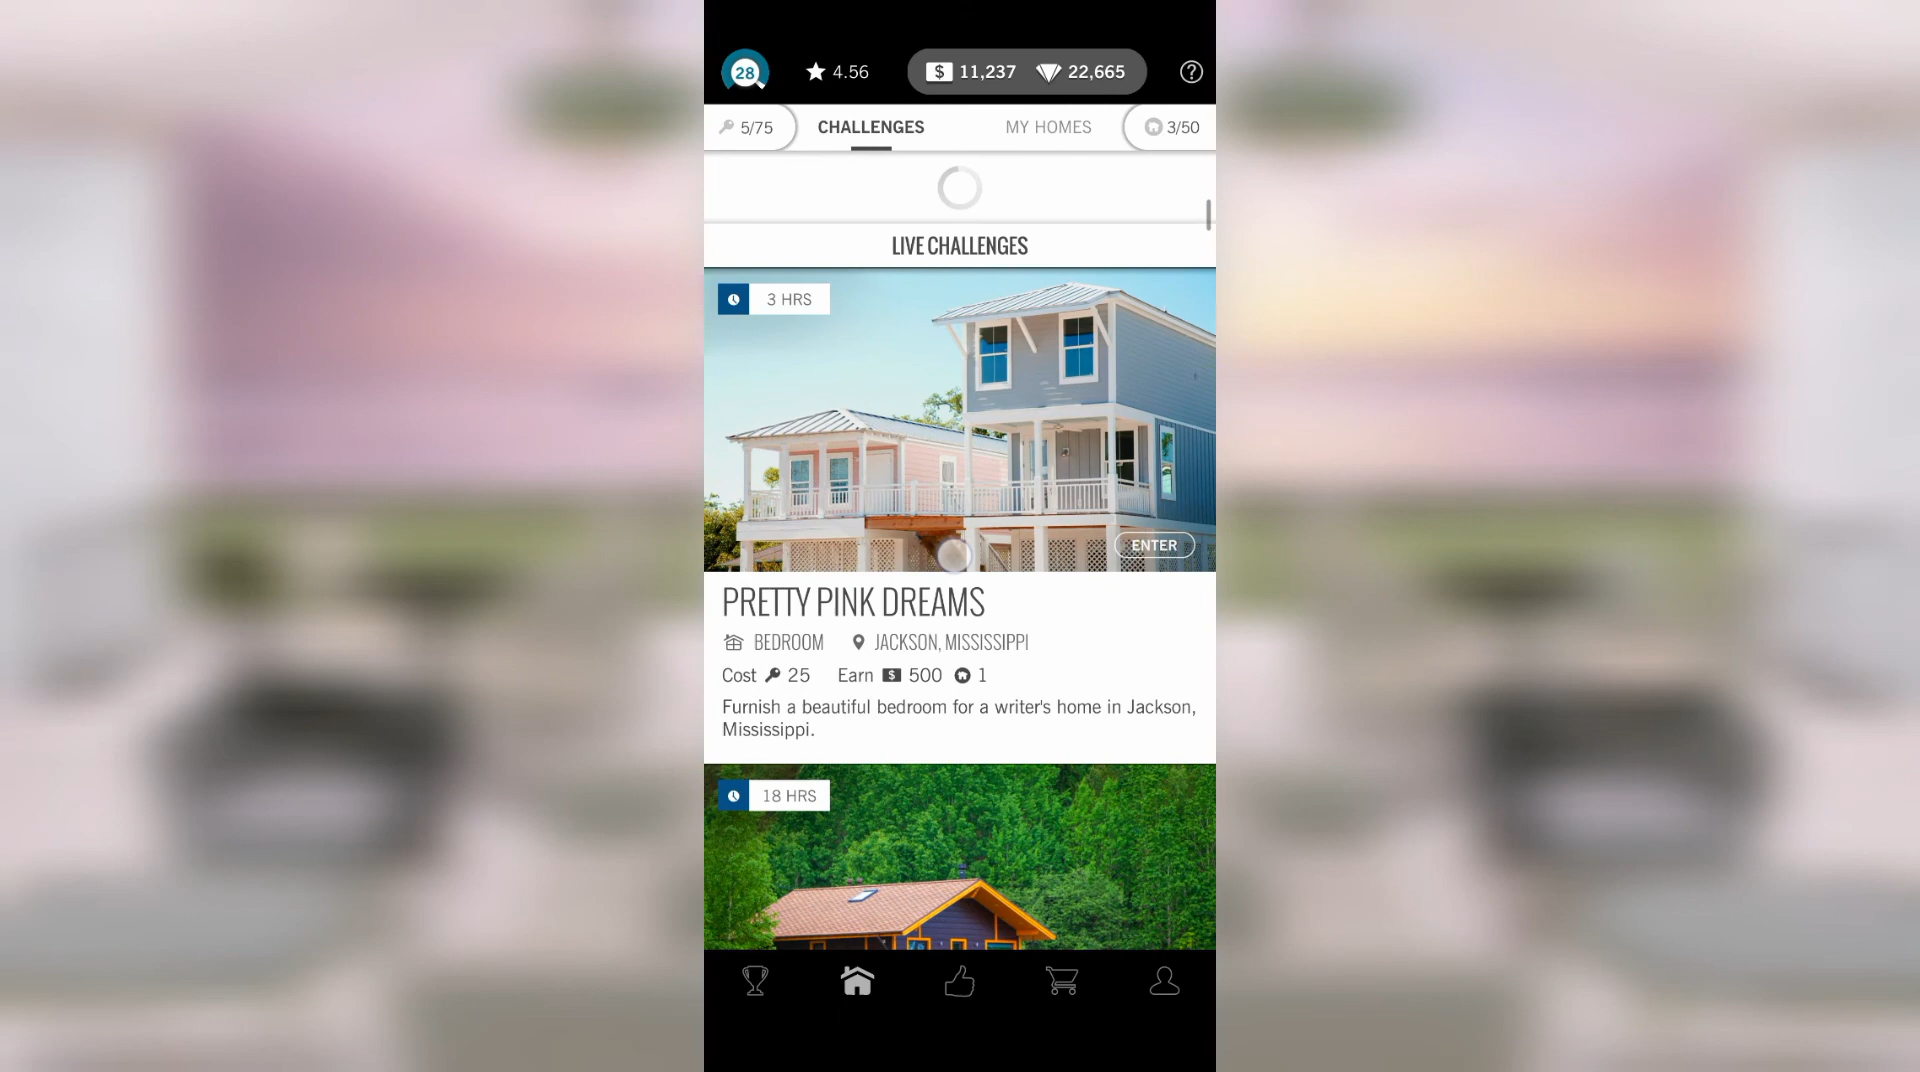 28 4.56 $ 11,237 22,665 ?
5/75 CHALLENGES MY HOMES 3/50
LIVE CHALLENGES
3 HRS
ENTER
PRETTY PINK DREAMS
BEDROOM JACKSON, MISSISSIPPI
Cost 25 Earn $ 500 1
Furnish a beautiful bedroom for a writer's home in Jackson,
Mississippi.
18 HRS